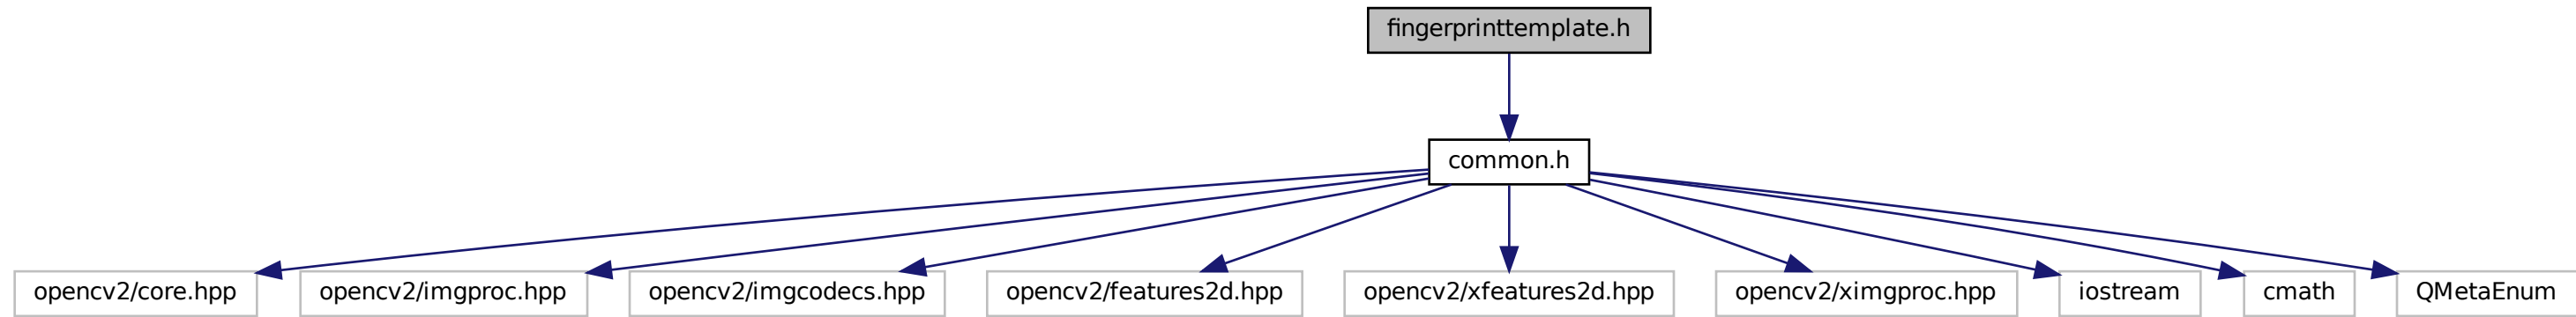 fingerprinttemplate.h
common.h
opencv2/core.hpp
opencv2/imgproc.hpp
opencv2/imgcodecs.hpp
opencv2/features2d.hpp
opencv2/xfeatures2d.hpp
opencv2/ximgproc.hpp
iostream
cmath
QMetaEnum